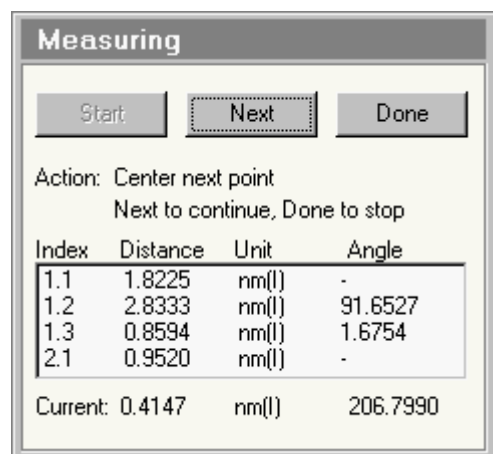 Measuring
Start Next Done
Action: Center next point
Next to continue, Done to stop
Index Distance Unit Angle
1.1 1.8225 nm(I) -
1.2 2.8333 nm(I) 91.6527
1.3 0.8594 nm(I) 1.6754
2.1 0.9520 nm(I) -
Current: 0.4147 nm(I) 206.7990